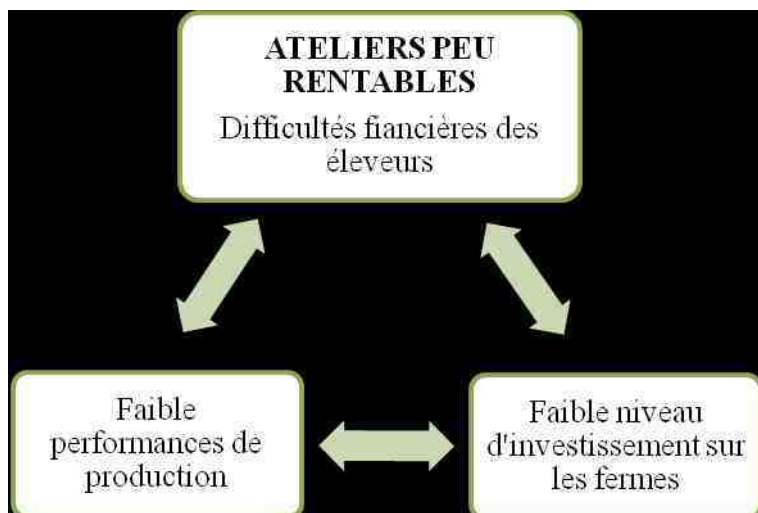 ATELIERS PEU
RENTABLES
Difficultés fiancières des
éleveurs
Faible
performances de
production
Faible niveau
d'investissement sur
les fermes